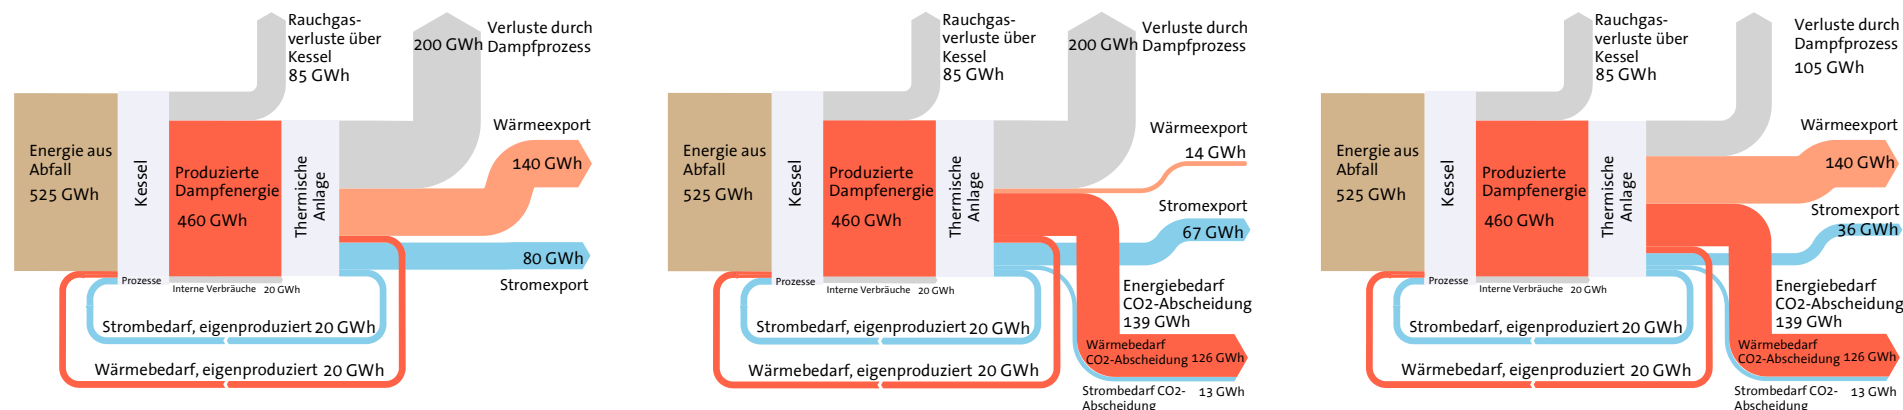 Rauchgas-
verluste über
Kessel
85 GWh
200 GWh
Verluste durch
Dampfprozess
Energie aus
Abfall
525 GWh
Kessel
Produzierte
Dampfenergie
460 GWh
Thermische
Anlage
Wärmeexport
140 GWh
80 GWh
Stromexport
Prozesse
Interne Verbräuche 20 GWh
Strombedarf, eigenproduziert 20 GWh
Wärmebedarf, eigenproduziert 20 GWh
Rauchgas-
verluste über
Kessel
85 GWh
200 GWh
Verluste durch
Dampfprozess
Energie aus
Abfall
525 GWh
Kessel
Produzierte
Dampfenergie
460 GWh
Thermische
Anlage
Wärmeexport
14 GWh
Stromexport
67 GWh
Prozesse
Interne Verbräuche 20 GWh
Energiebedarf
CO2-Abscheidung
139 GWh
Strombedarf, eigenproduziert 20 GWh
Wärmebedarf
CO2-Abscheidung 126 GWh
Wärmebedarf, eigenproduziert 20 GWh
Strombedarf CO2- 13 GWh
Abscheidung
Rauchgas-
verluste über
Kessel
85 GWh
Verluste durch
Dampfprozess
105 GWh
Energie aus
Abfall
525 GWh
Kessel
Produzierte
Dampfenergie
460 GWh
Thermische
Anlage
Wärmeexport
140 GWh
Stromexport
36 GWh
Prozesse
Interne Verbräuche 20 GWh
Energiebedarf
CO2-Abscheidung
139 GWh
Strombedarf, eigenproduziert 20 GWh
Wärmebedarf
CO2-Abscheidung 126 GWh
Wärmebedarf, eigenproduziert 20 GWh
Strombedarf CO2- 13 GWh
Abscheidung